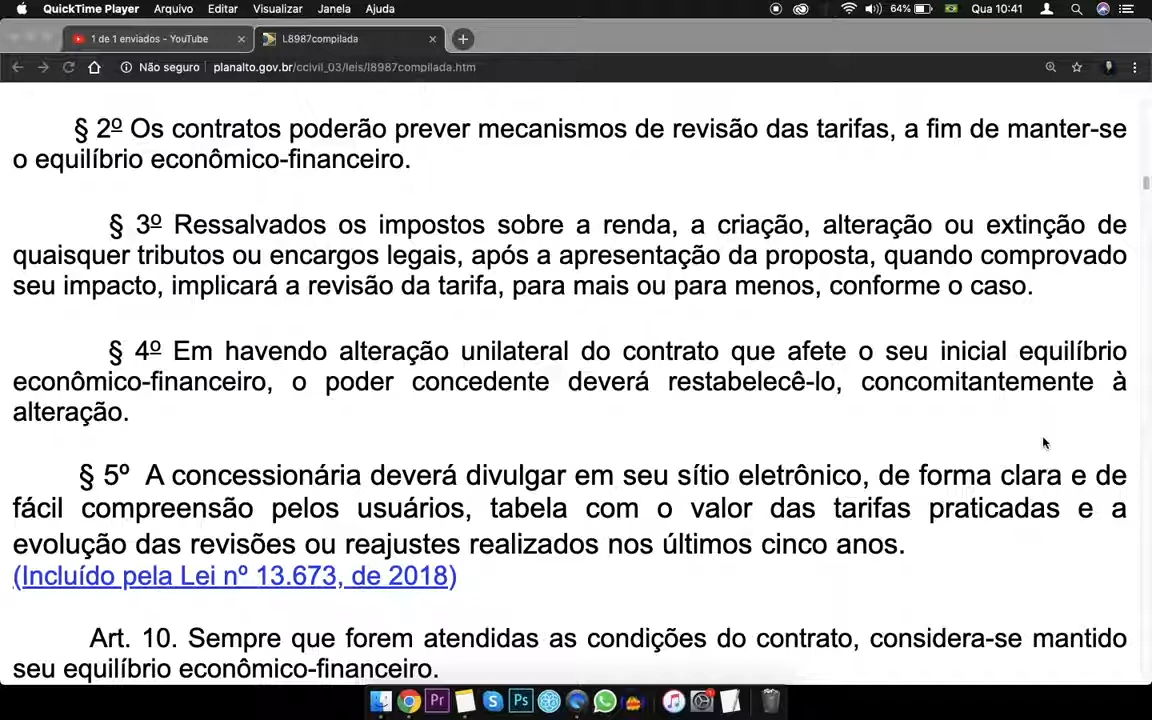 QuickTime Player Arquivo Editar Visualizar Janela Ajuda 64% Qua 10:41
1 de 1 enviados - YouTube L8987compilada
Não seguro planalto.gov.br/ccivil_03/leis/l8987compilada.htm
§ 2º Os contratos poderão prever mecanismos de revisão das tarifas, a fim de manter-se
o equilíbrio econômico-financeiro.
§ 3º Ressalvados os impostos sobre a renda, a criação, alteração ou extinção de
quaisquer tributos ou encargos legais, após a apresentação da proposta, quando comprovado
seu impacto, implicará a revisão da tarifa, para mais ou para menos, conforme o caso.
§ 4º Em havendo alteração unilateral do contrato que afete o seu inicial equilíbrio
econômico-financeiro, o poder concedente deverá restabelecê-lo, concomitantemente à
alteração.
§ 5º A concessionária deverá divulgar em seu sítio eletrônico, de forma clara e de
fácil compreensão pelos usuários, tabela com o valor das tarifas praticadas e a
evolução das revisões ou reajustes realizados nos últimos cinco anos.
(Incluído pela Lei nº 13.673, de 2018)
Art. 10. Sempre que forem atendidas as condições do contrato, considera-se mantido
seu equilíbrio econômico-financeiro.
Pr Ps